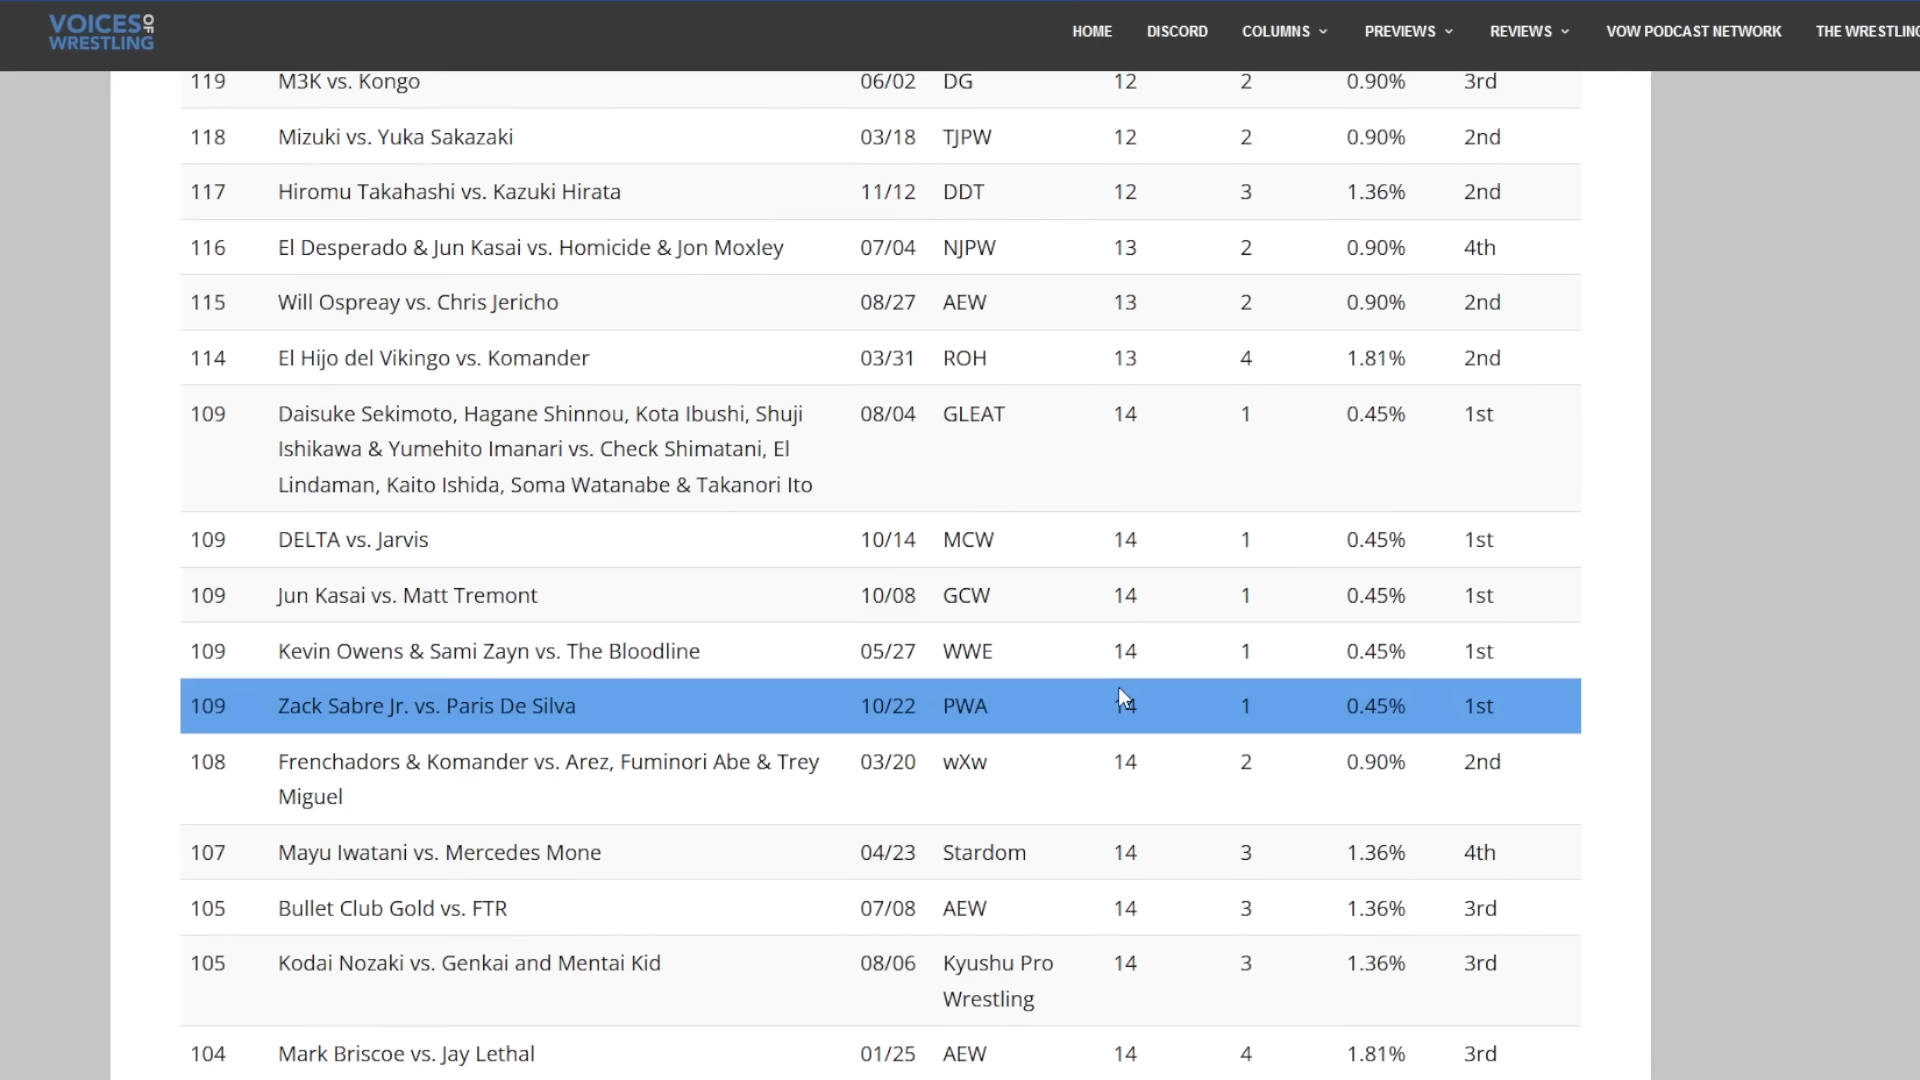 VOICES OF
WRESTLING
HOME DISCORD COLUMNS PREVIEWS REVIEWS VOW PODCAST NETWORK THE WRESTLING
119 M3K vs. Kongo 06/02 DG 12 2 0.90% 3rd
118 Mizuki vs. Yuka Sakazaki 03/18 TJPW 12 2 0.90% 2nd
117 Hiromu Takahashi vs. Kazuki Hirata 11/12 DDT 12 3 1.36% 2nd
116 El Desperado & Jun Kasai vs. Homicide & Jon Moxley 07/04 NJPW 13 2 0.90% 4th
115 Will Ospreay vs. Chris Jericho 08/27 AEW 13 2 0.90% 2nd
114 El Hijo del Vikingo vs. Komander 03/31 ROH 13 4 1.81% 2nd
109 Daisuke Sekimoto, Hagane Shinnou, Kota Ibushi, Shuji 08/04 GLEAT 14 1 0.45% 1st
Ishikawa & Yumehito Imanari vs. Check Shimatani, El
Lindaman, Kaito Ishida, Soma Watanabe & Takanori Ito
109 DELTA vs. Jarvis 10/14 MCW 14 1 0.45% 1st
109 Jun Kasai vs. Matt Tremont 10/08 GCW 14 1 0.45% 1st
109 Kevin Owens & Sami Zayn vs. The Bloodline 05/27 WWE 14 1 0.45% 1st
109 Zack Sabre Jr. vs. Paris De Silva 10/22 PWA 14 1 0.45% 1st
108 Frenchadors & Komander vs. Arez, Fuminori Abe & Trey 03/20 wXw 14 2 0.90% 2nd
Miguel
107 Mayu Iwatani vs. Mercedes Mone 04/23 Stardom 14 3 1.36% 4th
105 Bullet Club Gold vs. FTR 07/08 AEW 14 3 1.36% 3rd
105 Kodai Nozaki vs. Genkai and Mentai Kid 08/06 Kyushu Pro 14 3 1.36% 3rd
Wrestling
104 Mark Briscoe vs. Jay Lethal 01/25 AEW 14 4 1.81% 3rd